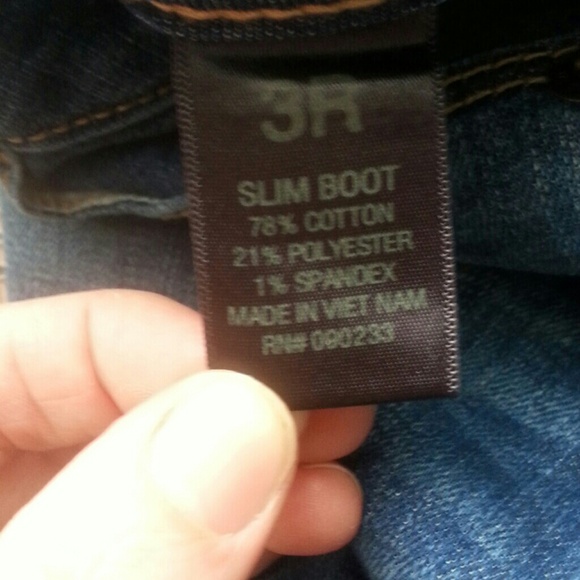 3R
SLIM BOOT
78% COTTON
21% POLYESTER
1% SPANDEX
MADE IN VIET NAM
RN# 090233